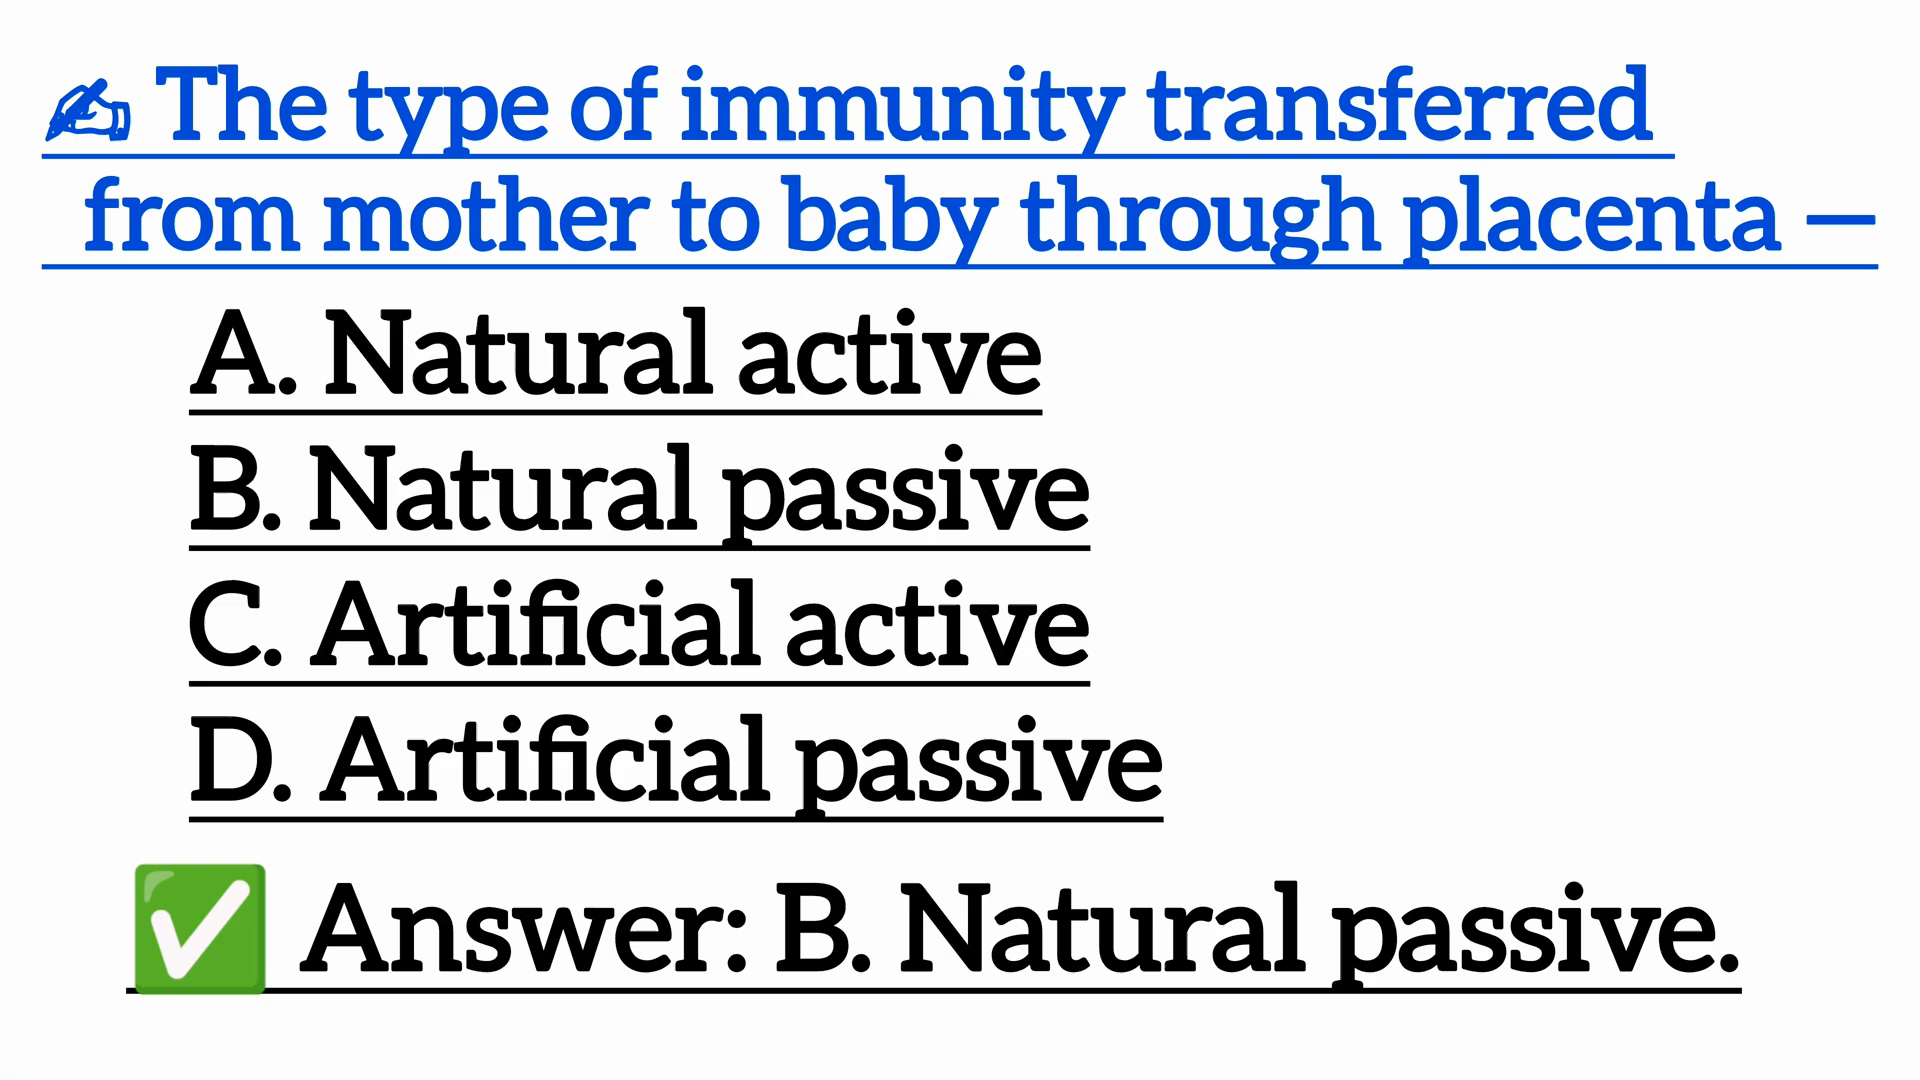 ✍ The type of immunity transferred
from mother to baby through placenta —
A. Natural active
B. Natural passive
C. Artificial active
D. Artificial passive
✅ Answer: B. Natural passive.